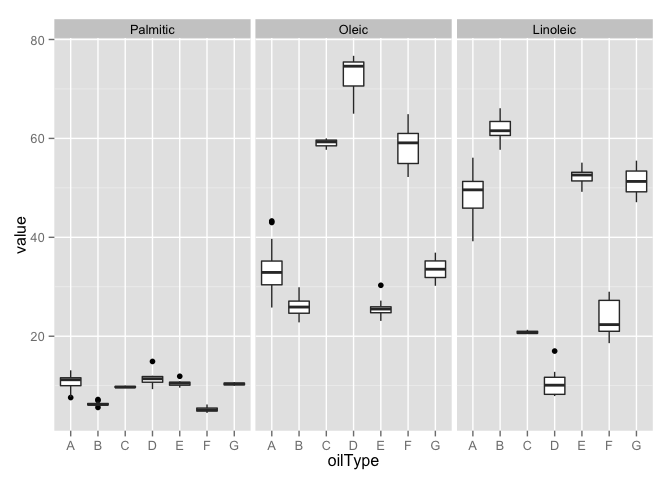 Palmitic Oleic Linoleic
80
60
40
20
value
A B C D E F G A B C D E F G A B C D E F G
oilType